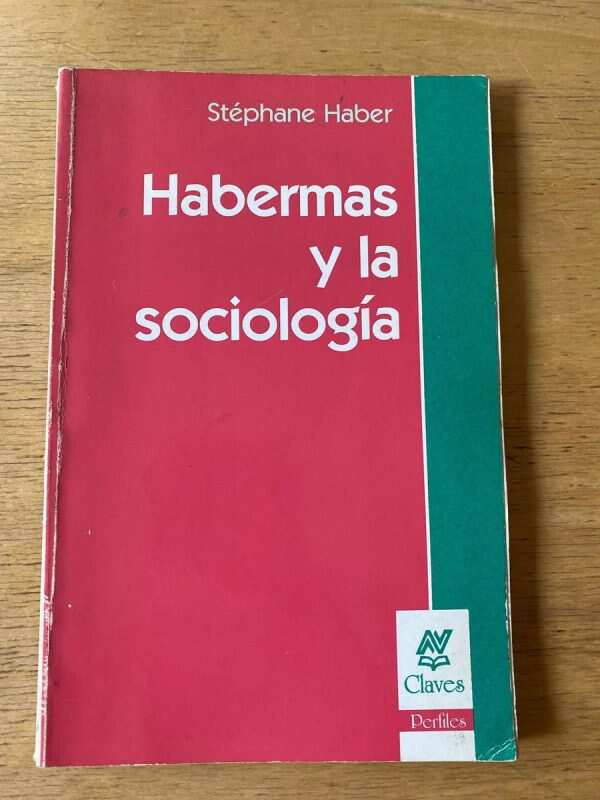 Stéphane Haber
Habermas
y la
sociología
Claves
Perfiles